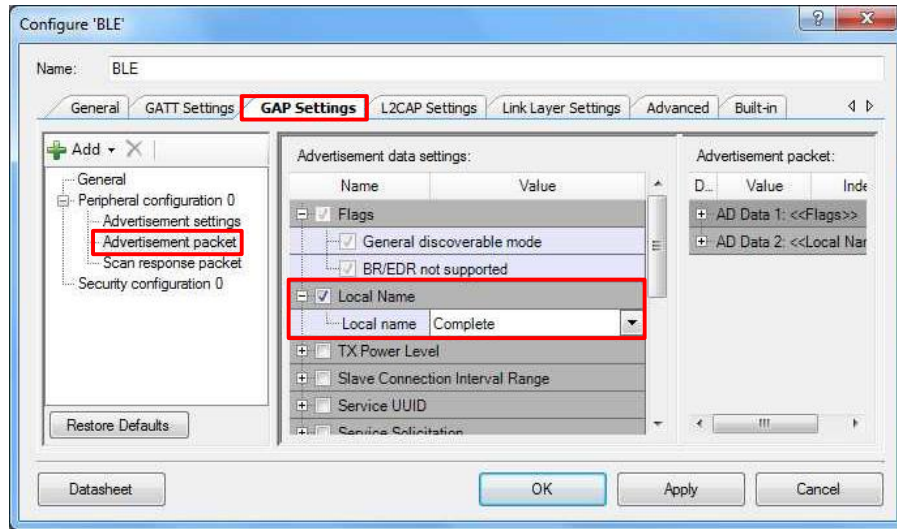 Configure 'BLE'
Name: BLE
General GATT Settings GAP Settings L2CAP Settings Link Layer Settings Advanced Built-in
Add
General
Peripheral configuration 0
Advertisement settings
Advertisement packet
Scan response packet
Security configuration 0
Restore Defaults
Advertisement data settings:
Name Value
Flags
General discoverable mode
BR/EDR not supported
Local Name
Local name Complete
TX Power Level
Slave Connection Interval Range
Service UUID
Service Solicitation
Advertisement packet:
D... Value Inde
AD Data 1: <<Flags>>
AD Data 2: <<Local Nar
Datasheet OK Apply Cancel